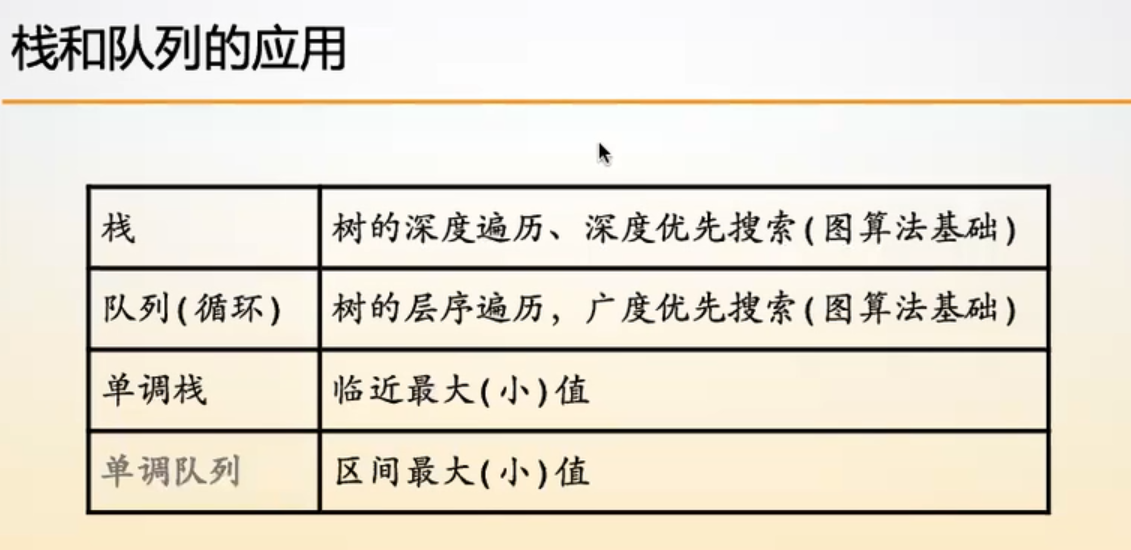 栈和队列的应用
栈
树的深度遍历、深度优先搜索(图算法基础)
队列(循环)
树的层序遍历，广度优先搜索(图算法基础)
单调栈
临近最大(小)值
单调队列
区间最大(小)值